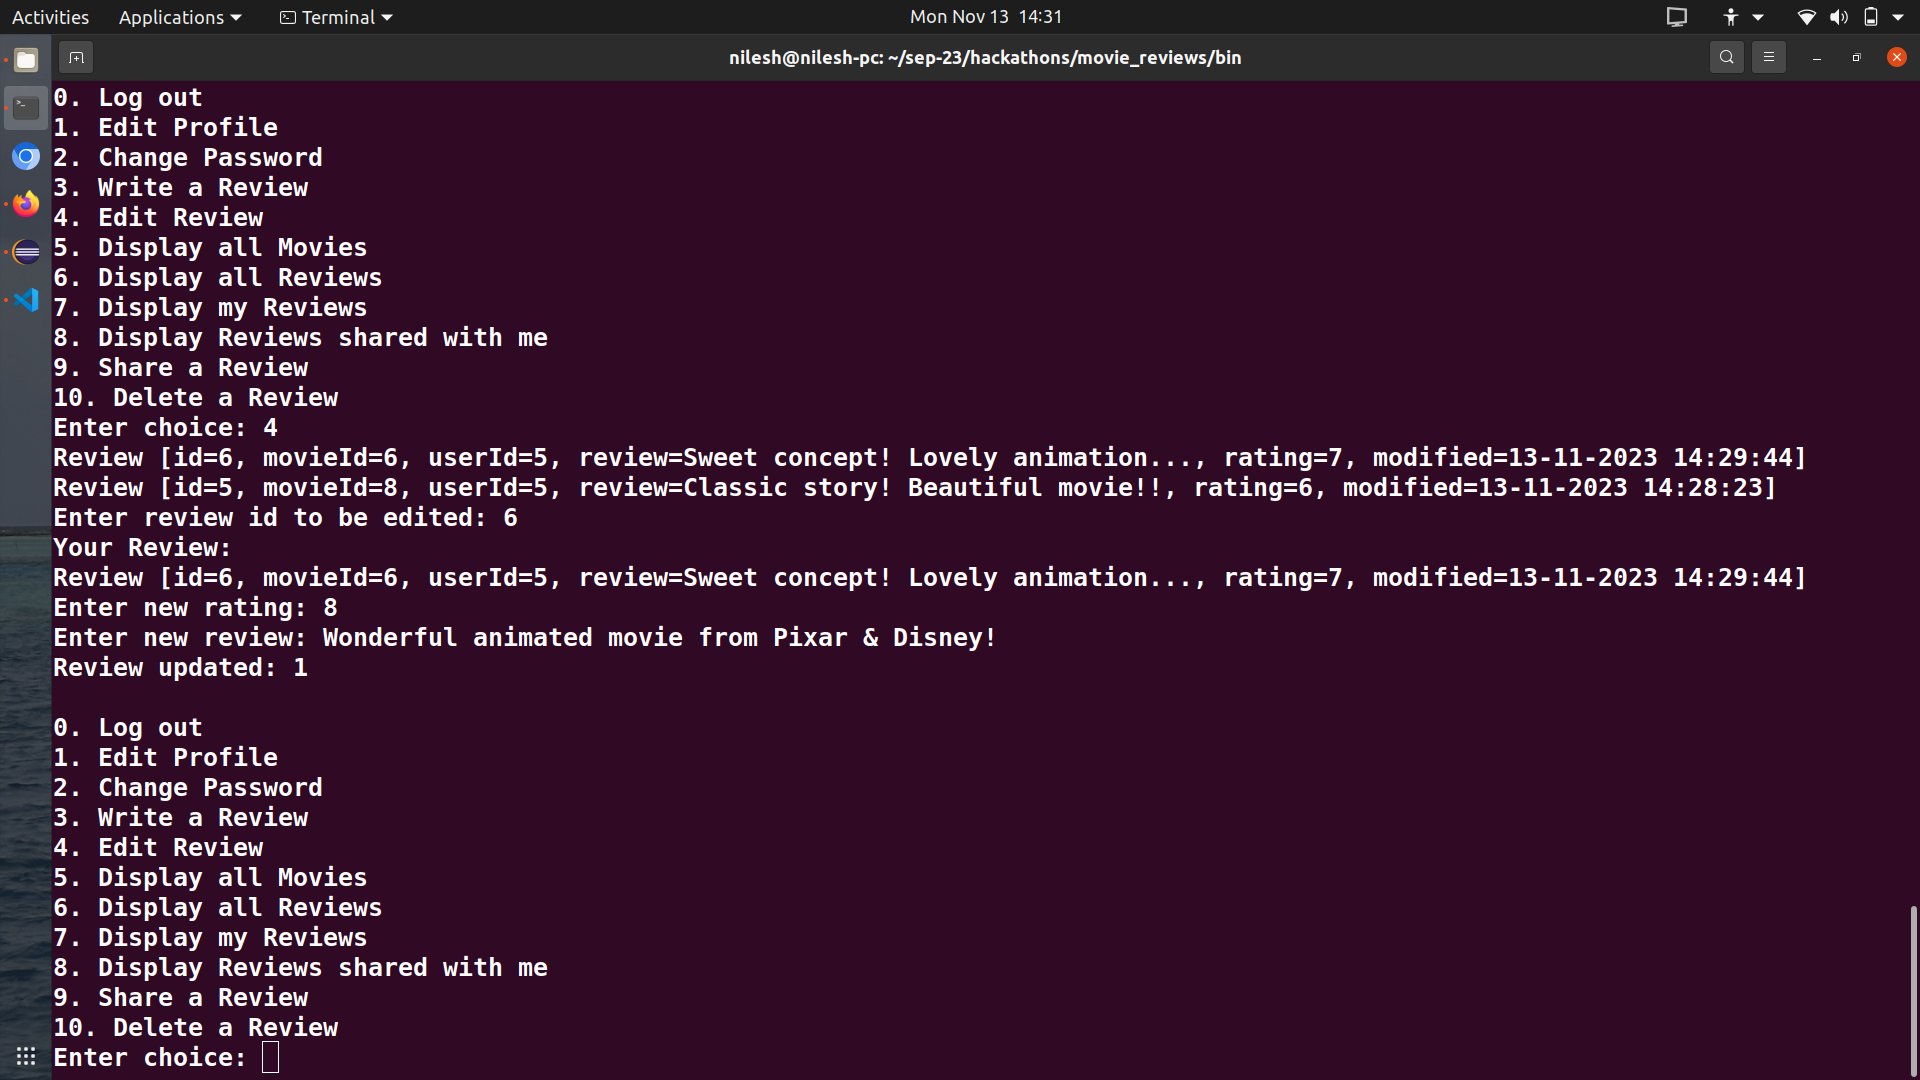 Activities Applications Terminal Mon Nov 13 14:31
nilesh@nilesh-pc: ~/sep-23/hackathons/movie_reviews/bin
0. Log out
1. Edit Profile
2. Change Password
3. Write a Review
4. Edit Review
5. Display all Movies
6. Display all Reviews
7. Display my Reviews
8. Display Reviews shared with me
9. Share a Review
10. Delete a Review
Enter choice: 4
Review [id=6, movieId=6, userId=5, review=Sweet concept! Lovely animation..., rating=7, modified=13-11-2023 14:29:44]
Review [id=5, movieId=8, userId=5, review=Classic story! Beautiful movie!!, rating=6, modified=13-11-2023 14:28:23]
Enter review id to be edited: 6
Your Review:
Review [id=6, movieId=6, userId=5, review=Sweet concept! Lovely animation..., rating=7, modified=13-11-2023 14:29:44]
Enter new rating: 8
Enter new review: Wonderful animated movie from Pixar & Disney!
Review updated: 1
0. Log out
1. Edit Profile
2. Change Password
3. Write a Review
4. Edit Review
5. Display all Movies
6. Display all Reviews
7. Display my Reviews
8. Display Reviews shared with me
9. Share a Review
10. Delete a Review
Enter choice: